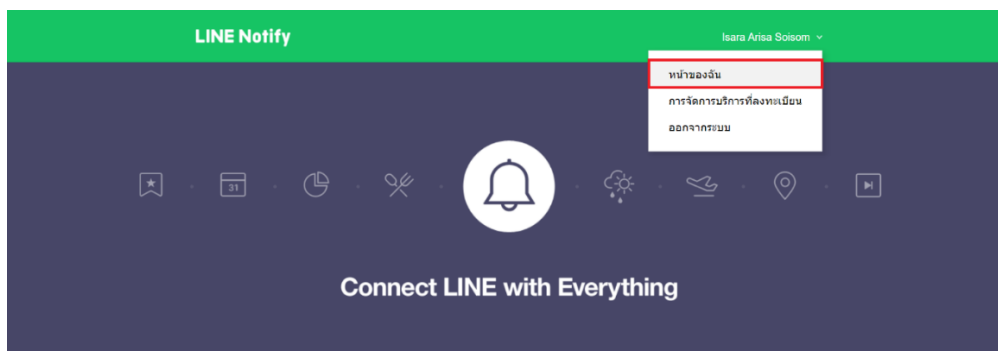 LINE Notify
Isara Arisa Soisom
หน้าของฉัน
การจัดการบริการที่ลงทะเบียน
ออกจากระบบ
31
Connect LINE with Everything